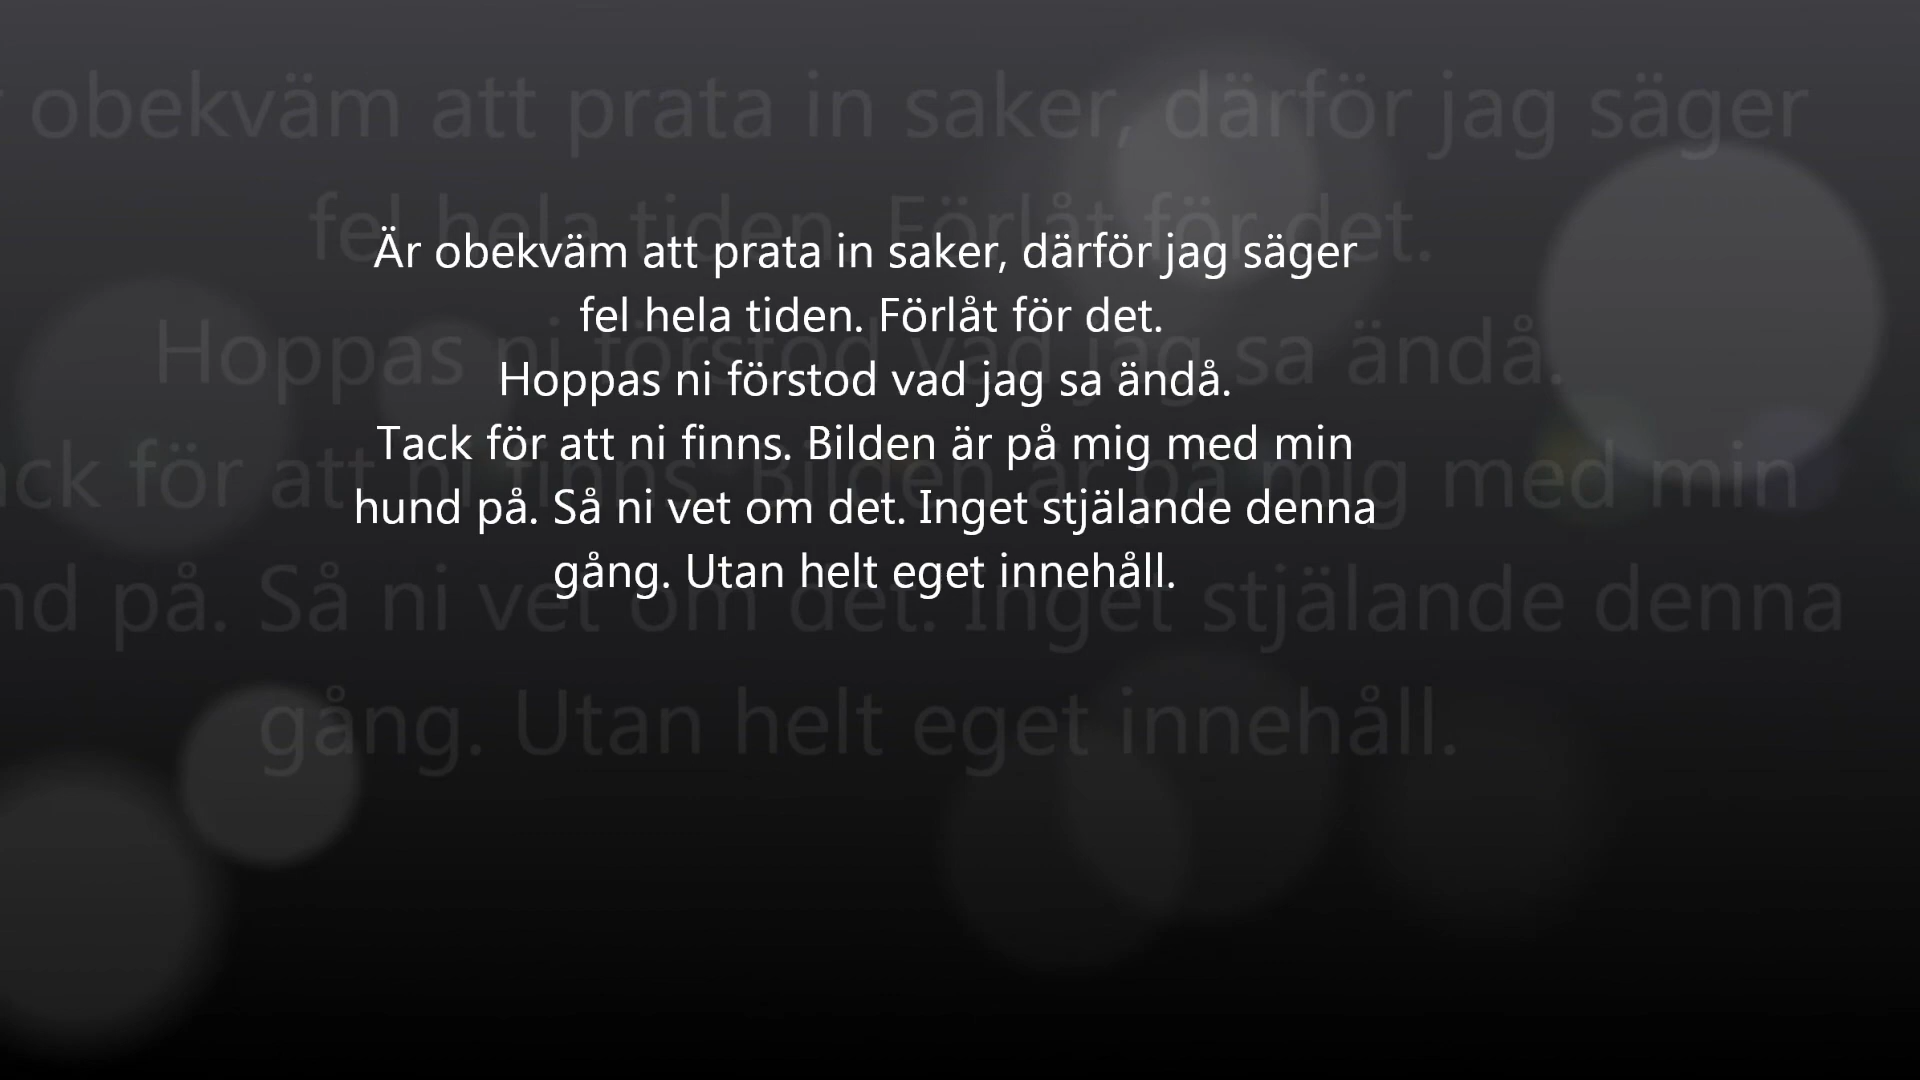 Är obekväm att prata in saker, därför jag säger
fel hela tiden. Förlåt för det.
Hoppas ni förstod vad jag sa ändå.
Tack för att ni finns. Bilden är på mig med min
hund på. Så ni vet om det. Inget stjälande denna
gång. Utan helt eget innehåll.